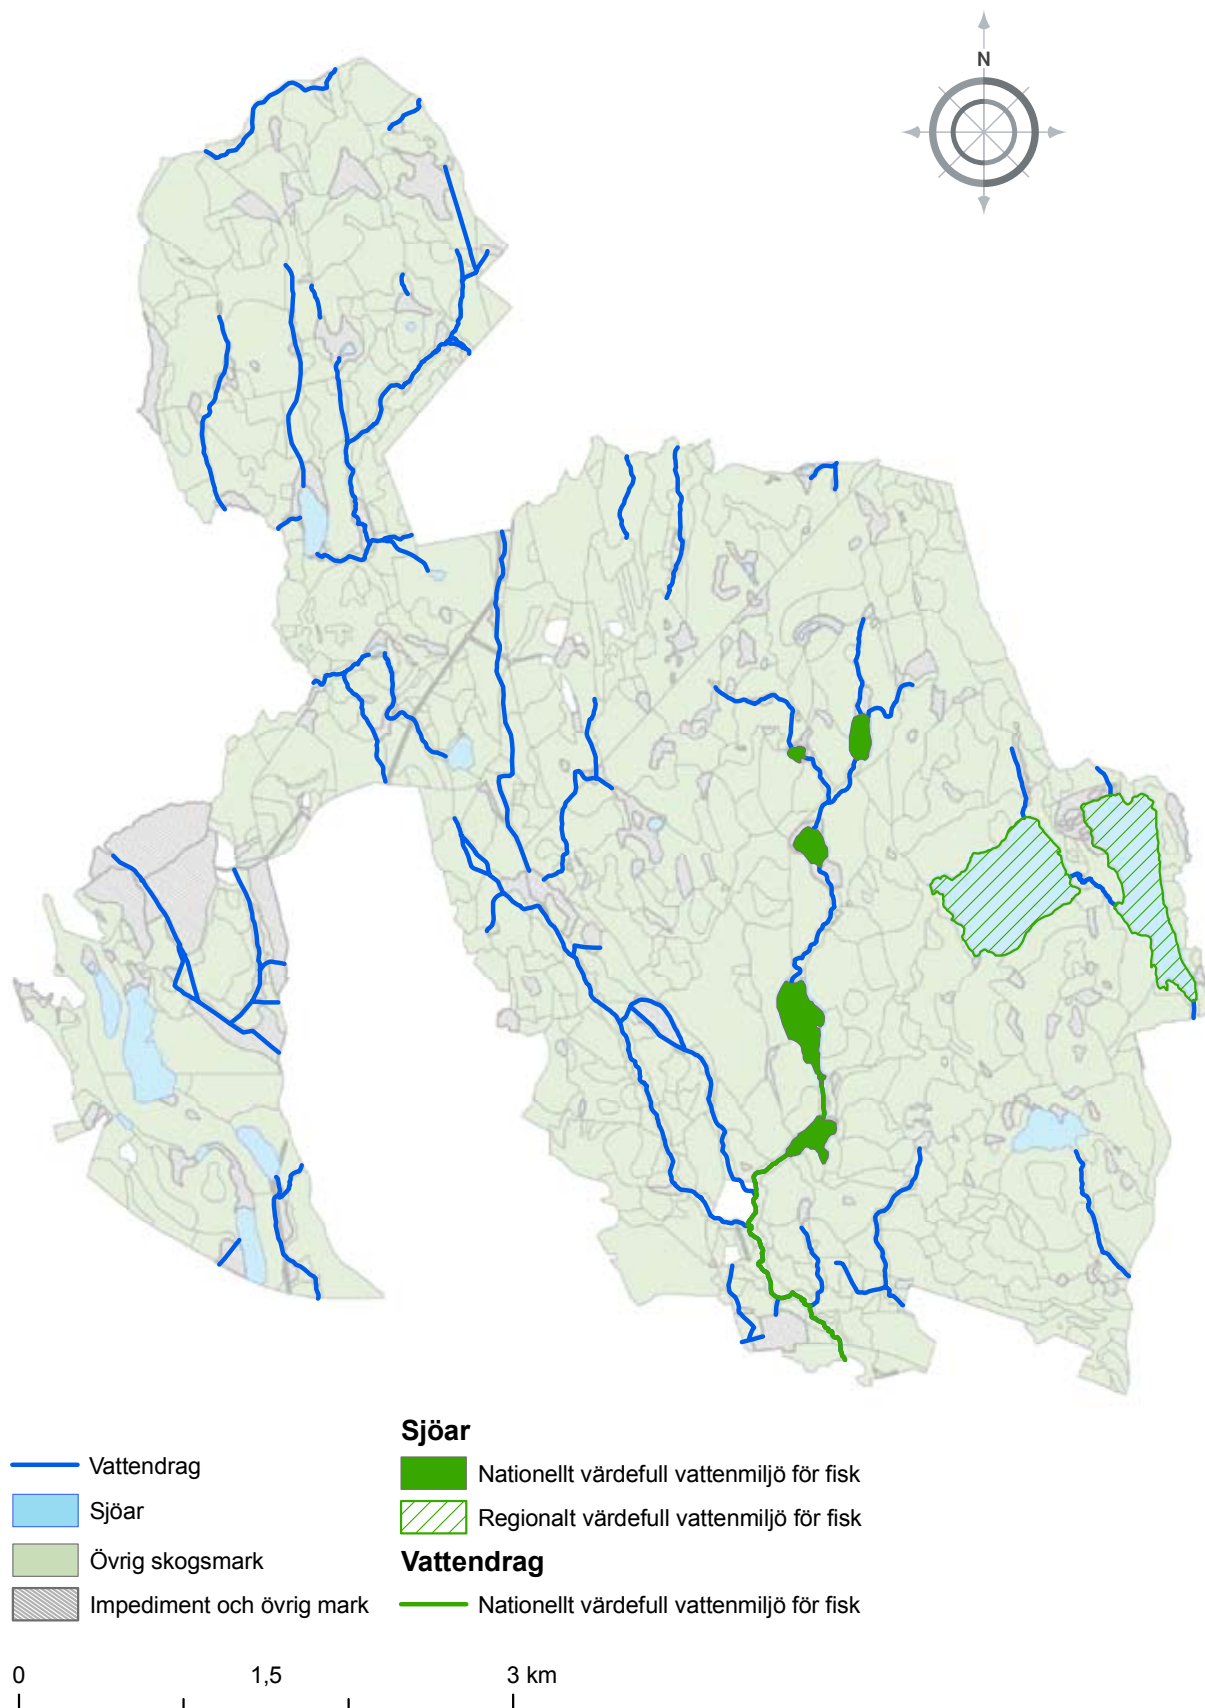 N
Sjöar
Vattendrag
Nationellt värdefull vattenmiljö för fisk
Sjöar
Regionalt värdefull vattenmiljö för fisk
Övrig skogsmark
Vattendrag
Impediment och övrig mark
Nationellt värdefull vattenmiljö för fisk
0 1,5 3 km